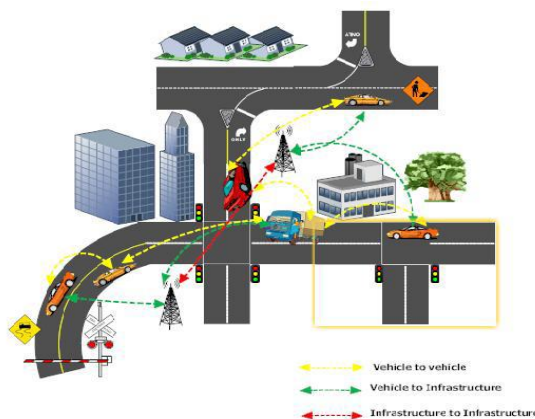 ONLY
ONLY
Vehicle to vehicle
Vehicle to Infrastructure
Infrastructure to Infrastructure